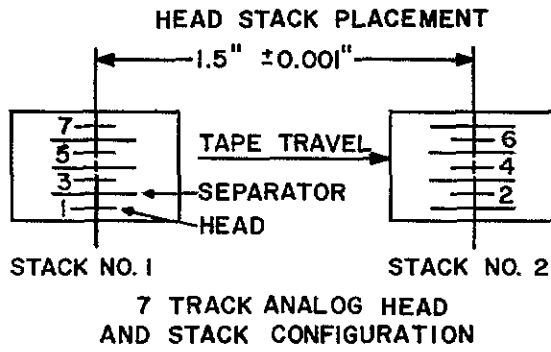 HEAD STACK PLACEMENT
1.5" ±0.001"
7
5
3
1
TAPE TRAVEL
SEPARATOR
HEAD
6
4
2
STACK NO. 1
STACK NO. 2
7 TRACK ANALOG HEAD
AND STACK CONFIGURATION